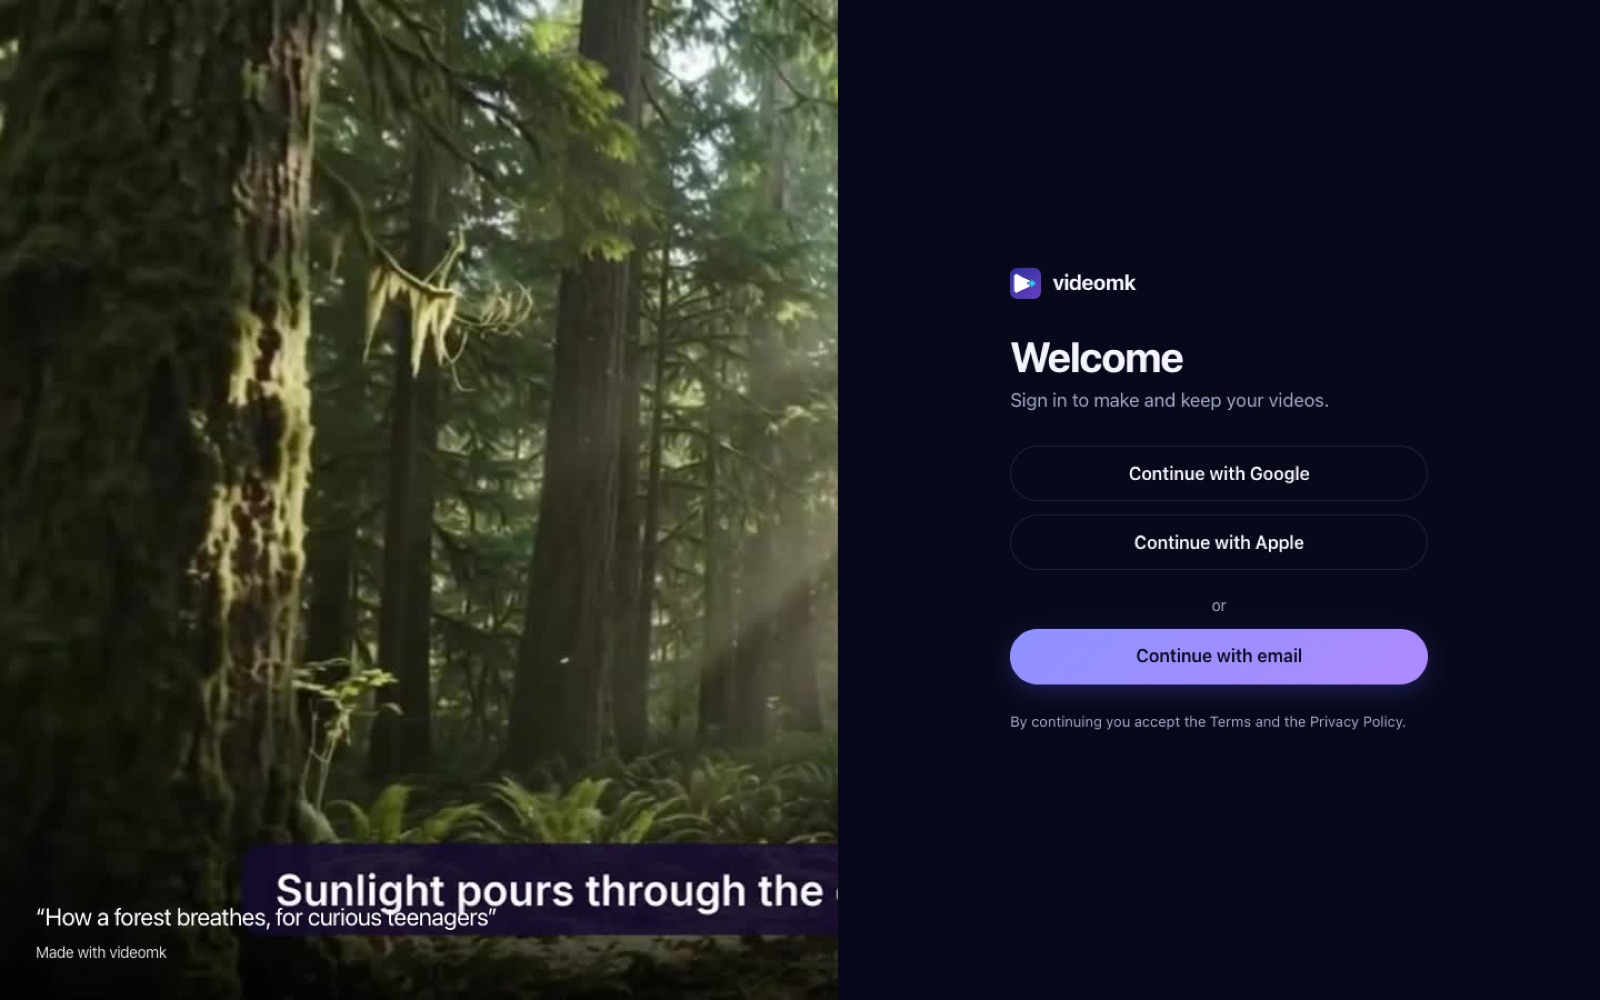 Sunlight pours through the
“How a forest breathes, for curious teenagers”
Made with videomk
videomk
Welcome
Sign in to make and keep your videos.
Continue with Google
Continue with Apple
or
Continue with email
By continuing you accept the Terms and the Privacy Policy.